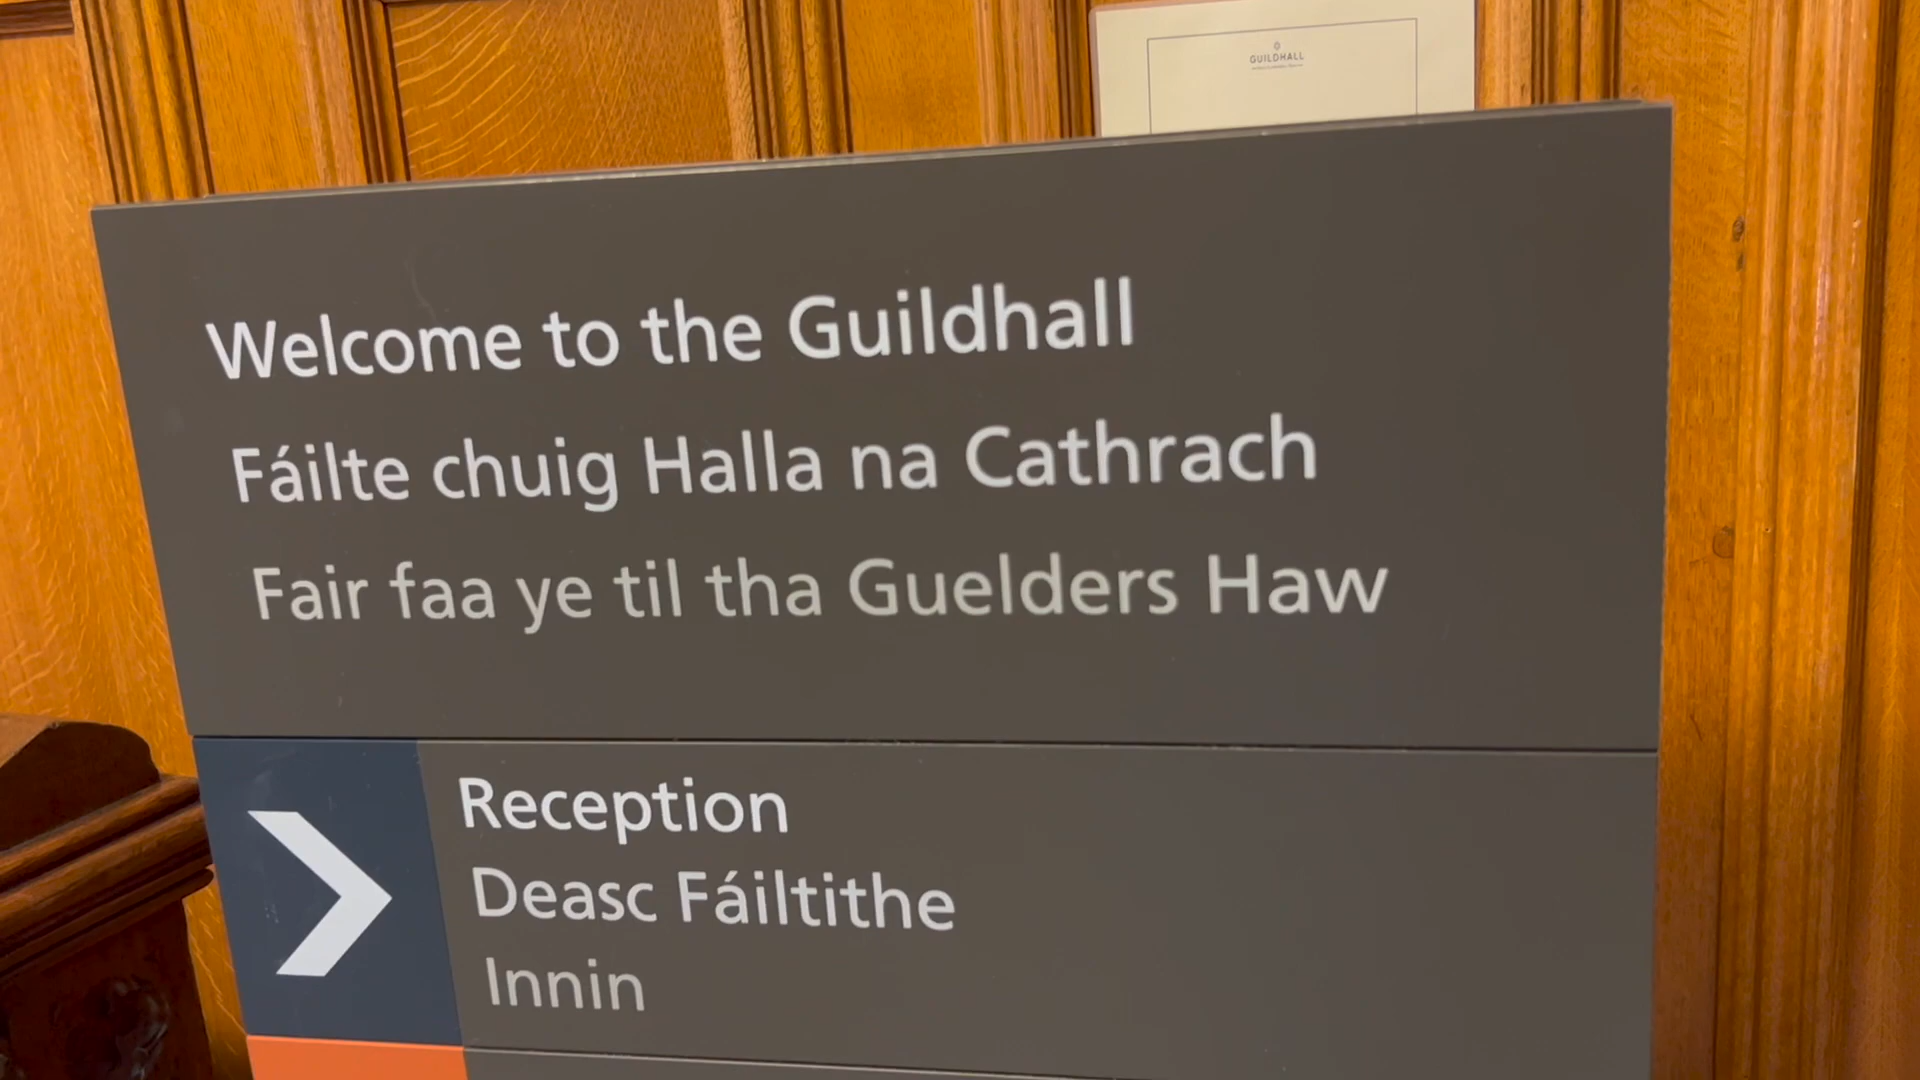 GUILDHALL
Welcome to the Guildhall
Fáilte chuig Halla na Cathrach
Fair faa ye til tha Guelders Haw
Reception
Deasc Fáiltithe
Innin